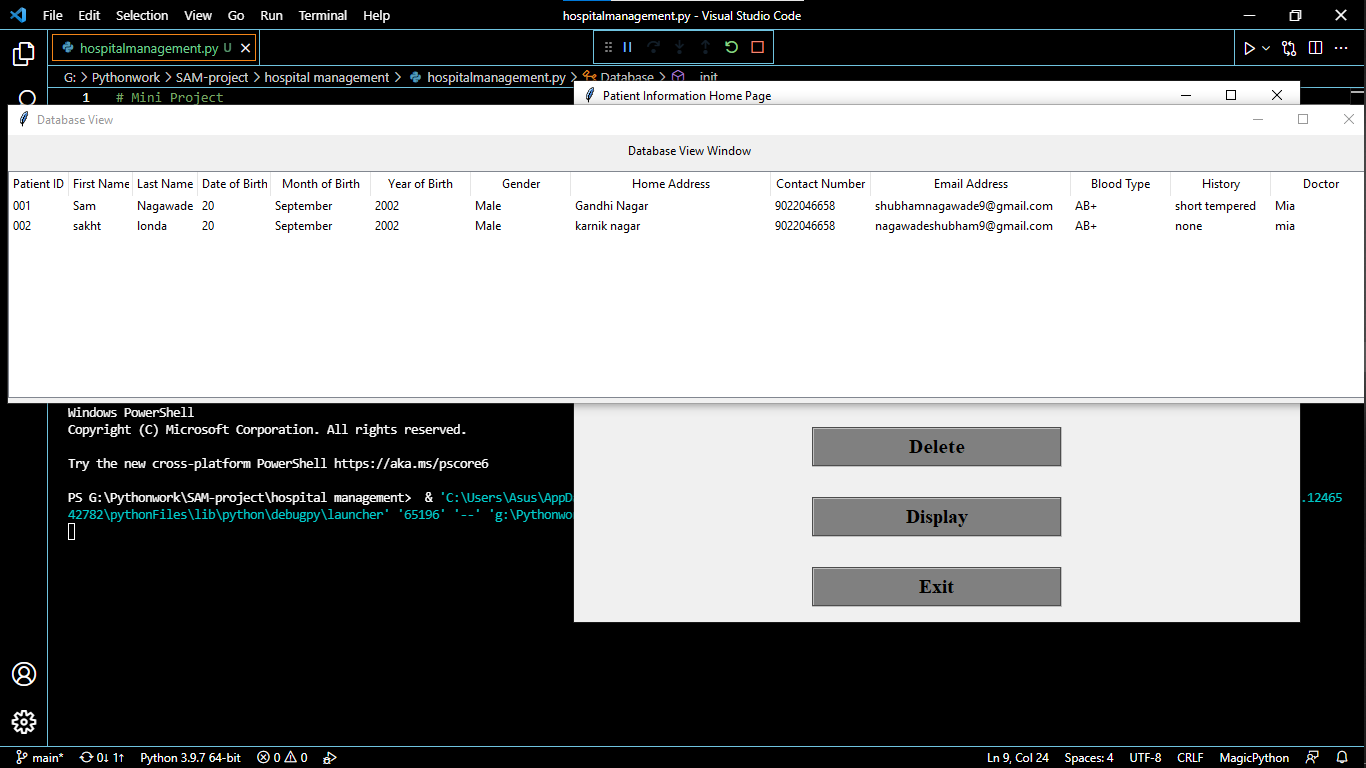 File Edit Selection View Go Run Terminal Help hospitalmanagement.py - Visual Studio Code
hospitalmanagement.py U
G: > Pythonwork > SAM-project > hospital management > hospitalmanagement.py > Database > __init
1 # Mini Project
Patient Information Home Page
Database View
Database View Window
Patient ID First Name Last Name Date of Birth Month of Birth Year of Birth Gender Home Address Contact Number Email Address Blood Type History Doctor
001 Sam Nagawade 20 September 2002 Male Gandhi Nagar 9022046658 shubhamnagawade9@gmail.com AB+ short tempered Mia
002 sakht londa 20 September 2002 Male karnik nagar 9022046658 nagawadeshubham9@gmail.com AB+ none mia
Windows PowerShell
Copyright (C) Microsoft Corporation. All rights reserved.
Try the new cross-platform PowerShell https://aka.ms/pscore6
PS G:\Pythonwork\SAM-project\hospital management> & 'C:\Users\Asus\AppD .12465
42782\pythonFiles\lib\python\debugpy\launcher' '65196' '--' 'g:\Pythonwo
Delete
Display
Exit
main* 0↓ 1↑ Python 3.9.7 64-bit 0 0 Ln 9, Col 24 Spaces: 4 UTF-8 CRLF MagicPython